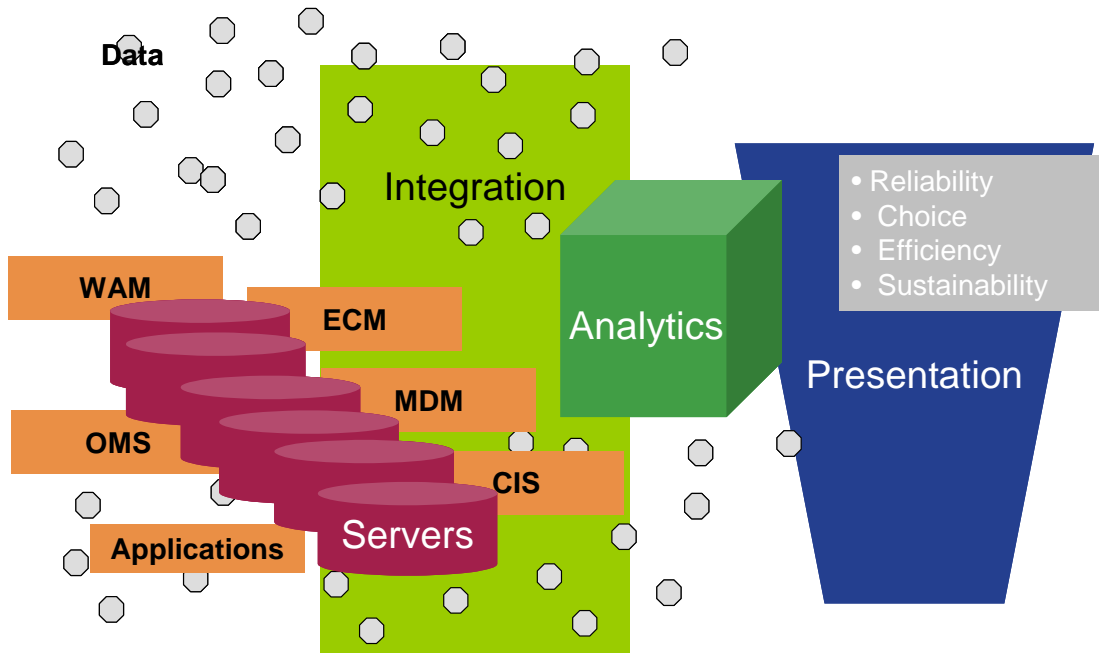 Data
Integration
• Reliability
• Choice
• Efficiency
• Sustainability
WAM
ECM
Analytics
Presentation
MDM
OMS
CIS
Servers
Applications